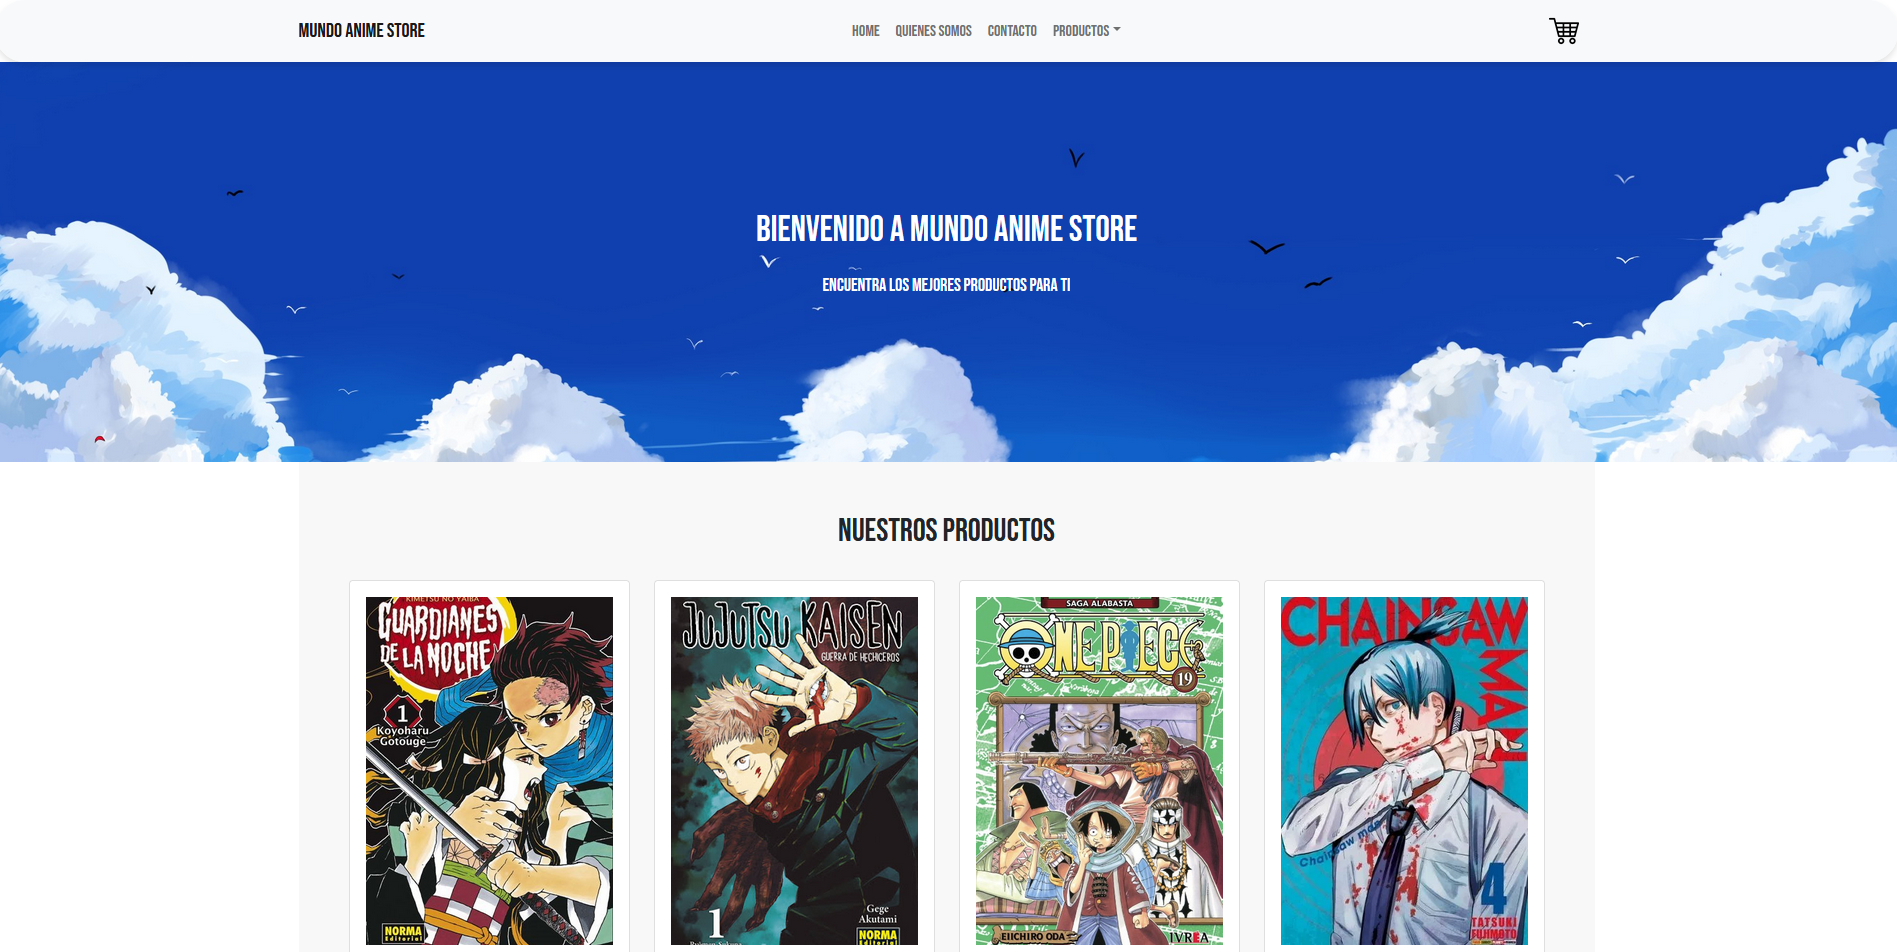 MUNDO ANIME STORE
HOME QUIENES SOMOS CONTACTO PRODUCTOS
BIENVENIDO A MUNDO ANIME STORE
ENCUENTRA LOS MEJORES PRODUCTOS PARA TI
NUESTROS PRODUCTOS
KIMETSU NO YAIBA
GUARDIANES
DE LA NOCHE
1
Koyoharu
Gotouge
NORMA
Editorial
JUJUTSU KAISEN
GUERRA DE HECHICEROS
1
Gege
Akutami
NORMA
Editorial
SAGA ALABASTA
ONE PIECE
19
EIICHIRO ODA
IVREA
CHAINSAW
MAN
Chainsaw man
4
TATSUKI
FUJIMOTO